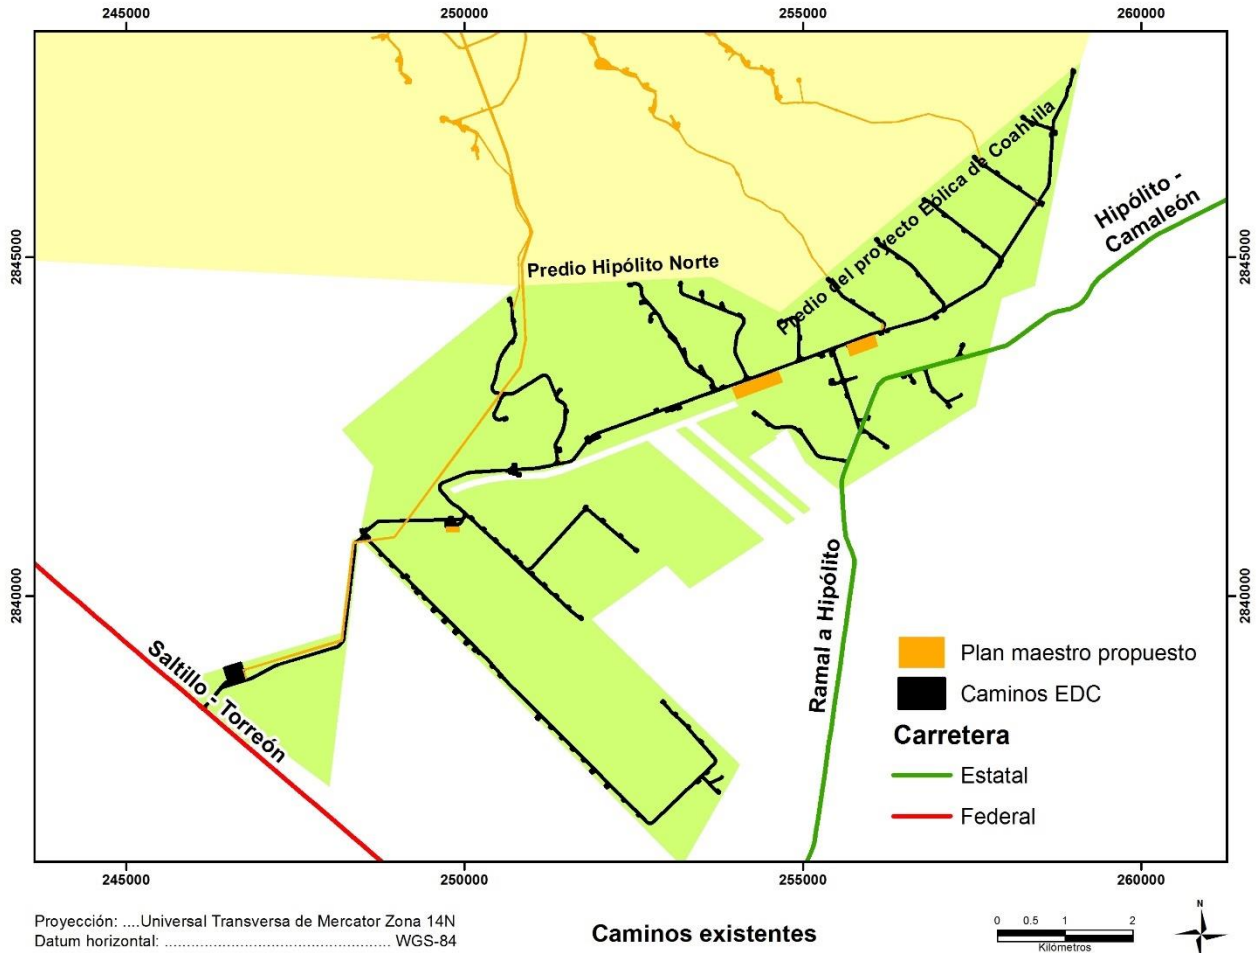 245000
250000
255000
260000
2845000
2845000
2840000
2840000
Predio Hipólito Norte
Predio del proyecto Eólica de Coahuila
Hipólito -
Camaleón
Ramal a Hipólito
Saltillo - Torreón
Plan maestro propuesto
Caminos EDC
Carretera
Estatal
Federal
245000
250000
255000
260000
Proyección: ....Universal Transversa de Mercator Zona 14N
Datum horizontal: ................................................ WGS-84
Caminos existentes
0 0.5 1 2
Kilómetros
N